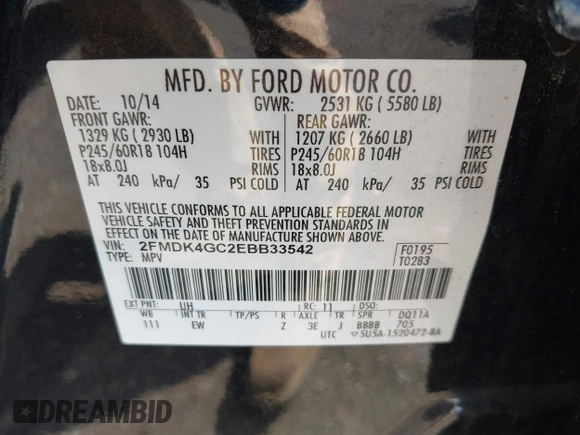 MFD. BY FORD MOTOR CO.
DATE: 10/14 GVWR: 2531 KG ( 5580 LB)
FRONT GAWR: REAR GAWR:
1329 KG ( 2930 LB) WITH 1207 KG ( 2660 LB) WITH
P245/60R18 104H TIRES P245/60R18 104H TIRES
18x8.0J RIMS 18x8.0J RIMS
AT 240 kPa/ 35 PSI COLD AT 240 kPa/ 35 PSI COLD
THIS VEHICLE CONFORMS TO ALL APPLICABLE FEDERAL MOTOR
VEHICLE SAFETY AND THEFT PREVENTION STANDARDS IN
EFFECT ON THE DATE OF MANUFACTURE SHOWN ABOVE.
VIN: 2FMDK4GC2EBB33542 F0195
TYPE: MPV T0283
EXT PNT: UH RC: 11 DSO:
WB INT TR TP/PS R AXLE TR SPR DQ11A
111 EW Z 3E J BBBB 705
UTC 5U5A-1520472-BA
DREAMBID